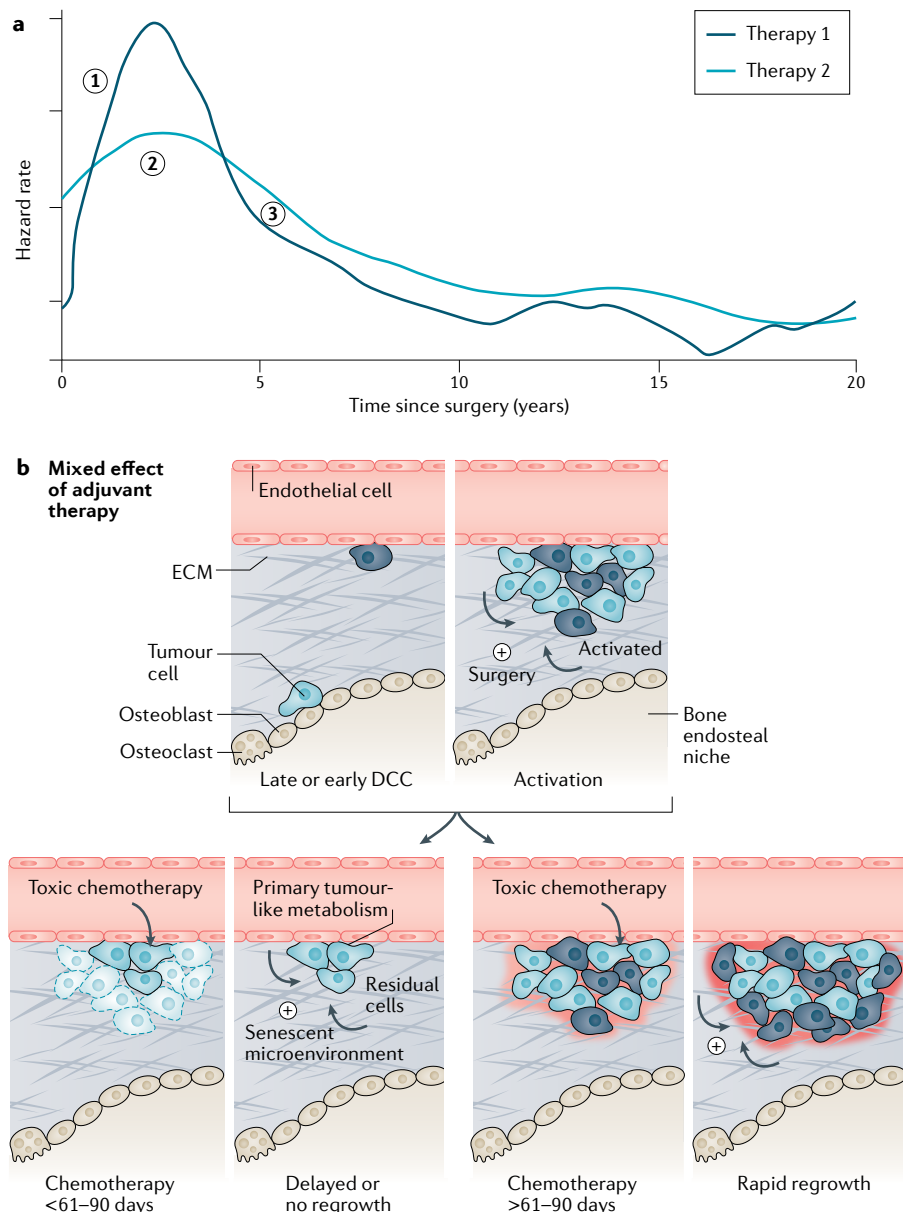 a
Therapy 1
Therapy 2
1
2
3
Hazard rate
0
5
10
15
20
Time since surgery (years)
b Mixed effect
of adjuvant
therapy
Endothelial cell
ECM
Tumour
cell
Osteoblast
Osteoclast
Late or early DCC
+
Surgery
Activated
Activation
Bone
endosteal
niche
Toxic chemotherapy
Chemotherapy
<61–90 days
Primary tumour-
like metabolism
Residual
cells
+
Senescent
microenvironment
Delayed or
no regrowth
Toxic chemotherapy
Chemotherapy
>61–90 days
+
Rapid regrowth